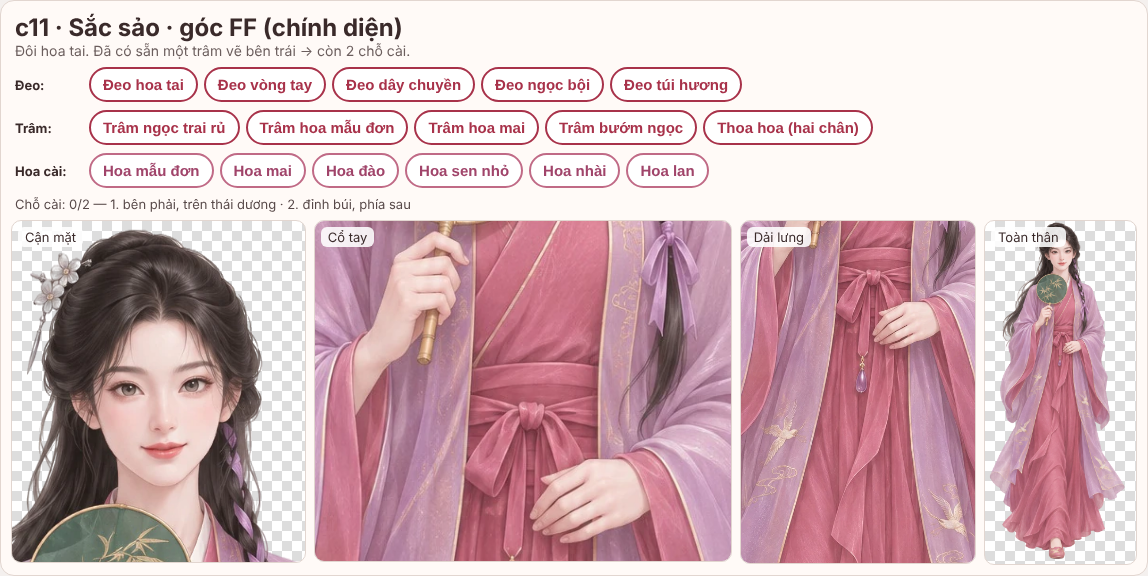 c11 · Sắc sảo · góc FF (chính diện)
Đôi hoa tai. Đã có sẵn một trâm vẽ bên trái → còn 2 chỗ cài.
Đeo: Đeo hoa tai Đeo vòng tay Đeo dây chuyền Đeo ngọc bội Đeo túi hương
Trâm: Trâm ngọc trai rủ Trâm hoa mẫu đơn Trâm hoa mai Trâm bướm ngọc Thoa hoa (hai chân)
Hoa cài: Hoa mẫu đơn Hoa mai Hoa đào Hoa sen nhỏ Hoa nhài Hoa lan
Chỗ cài: 0/2 — 1. bên phải, trên thái dương · 2. đỉnh búi, phía sau
Cận mặt Cổ tay Dải lưng Toàn thân